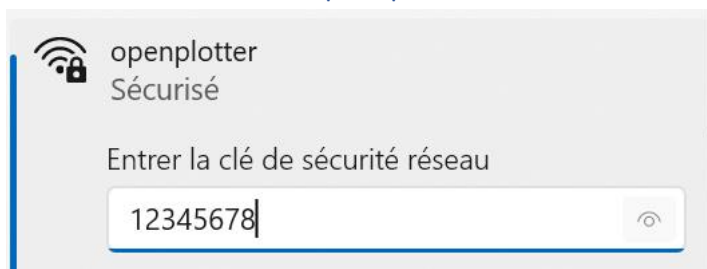 openplotter
Sécurisé
Entrer la clé de sécurité réseau
12345678